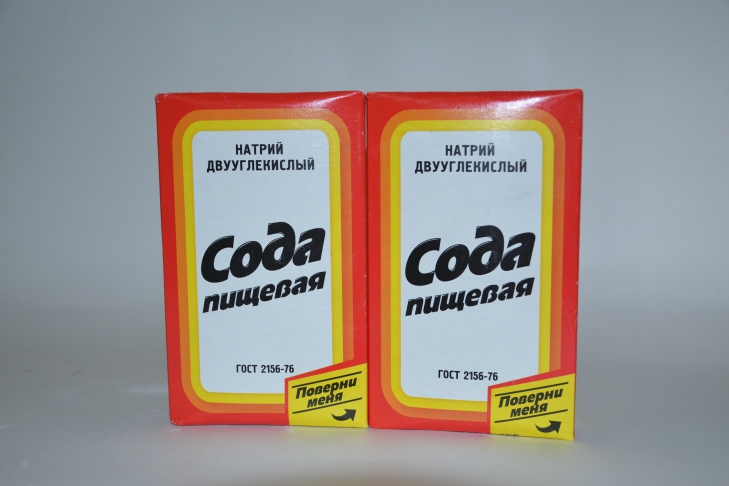 НАТРИЙ
ДВУУГЛЕКИСЛЫЙ
Сода
пищевая
ГОСТ 2156-76
Поверни
меня
НАТРИЙ
ДВУУГЛЕКИСЛЫЙ
Сода
пищевая
ГОСТ 2156-76
Поверни
меня